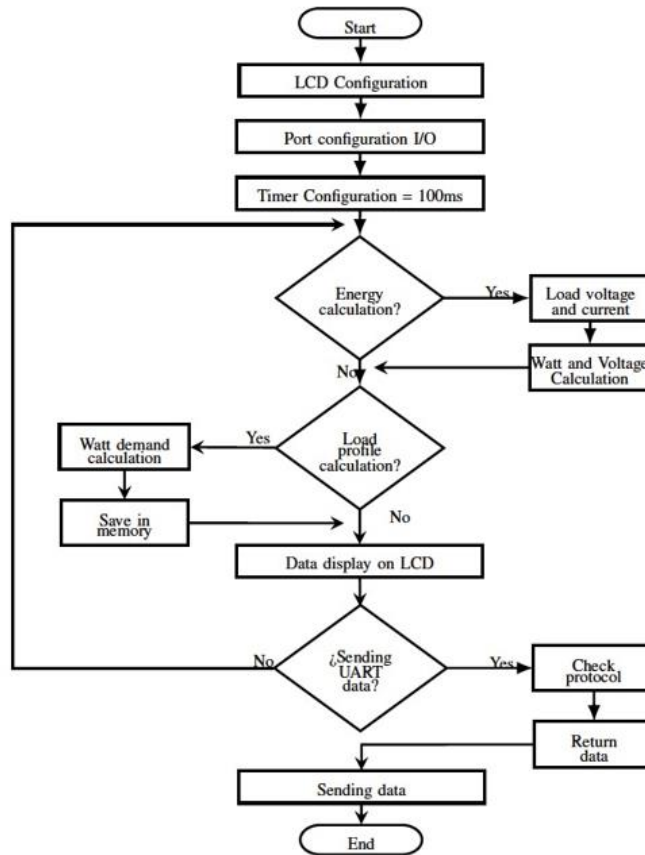 Start
LCD Configuration
Port configuration I/O
Timer Configuration = 100ms
Energy
calculation?
Yes
Load voltage
and current
Watt and Voltage
Calculation
No
Load
profile
calculation?
Yes
Watt demand
calculation
Save in
memory
No
Data display on LCD
¿Sending
UART
data?
No
Yes
Check
protocol
Return
data
Sending data
End